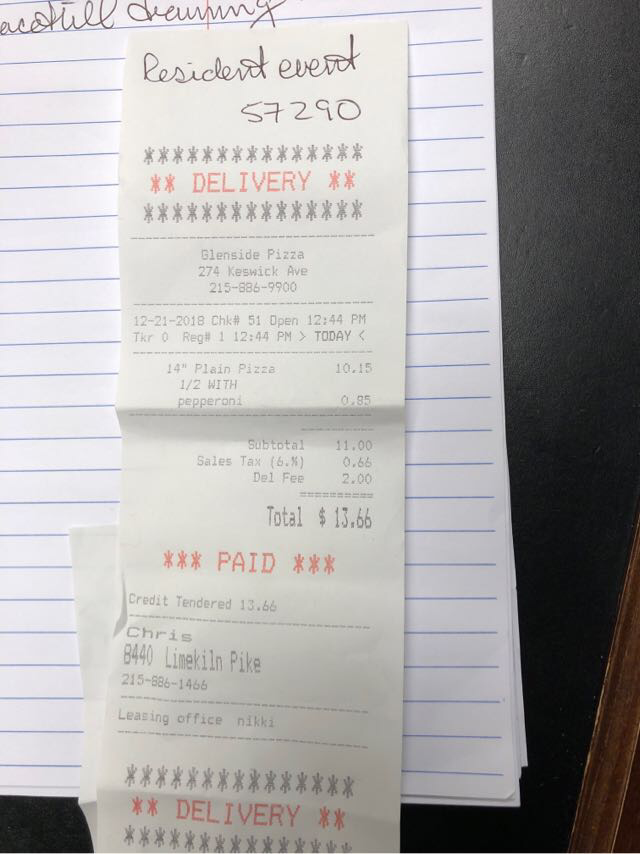 drawing
Resident event
57290
**************
** DELIVERY **
**************
Glenside Pizza
274 Keswick Ave
215-886-9900
12-21-2018 Chk# 51 Open 12:44 PM
Tkr 0 Reg# 1 12:44 PM > TODAY <
14" Plain Pizza 10.15
1/2 WITH
pepperoni 0.85
Subtotal 11.00
Sales Tax (6.%) 0.66
Del Fee 2.00
==========
Total $ 13.66
*** PAID ***
Credit Tendered 13.66
Chris
8440 Limekiln Pike
215-886-1466
Leasing office nikki
**************
** DELIVERY **
**************